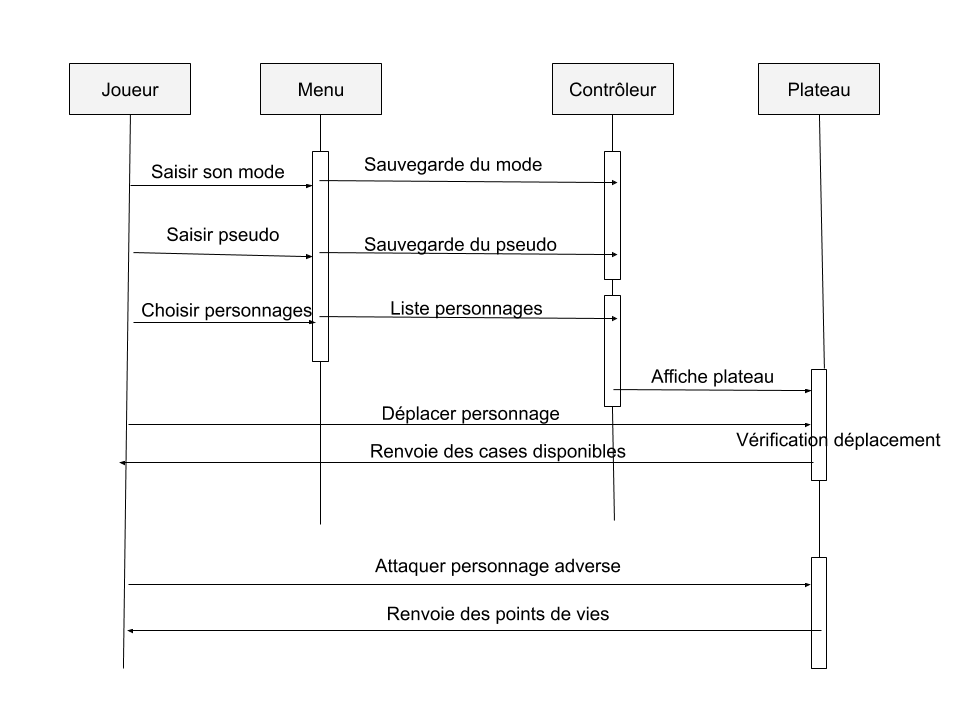 Joueur
Menu
Contrôleur
Plateau
Saisir son mode
Sauvegarde du mode
Saisir pseudo
Sauvegarde du pseudo
Choisir personnages
Liste personnages
Affiche plateau
Déplacer personnage
Vérification déplacement
Renvoie des cases disponibles
Attaquer personnage adverse
Renvoie des points de vies